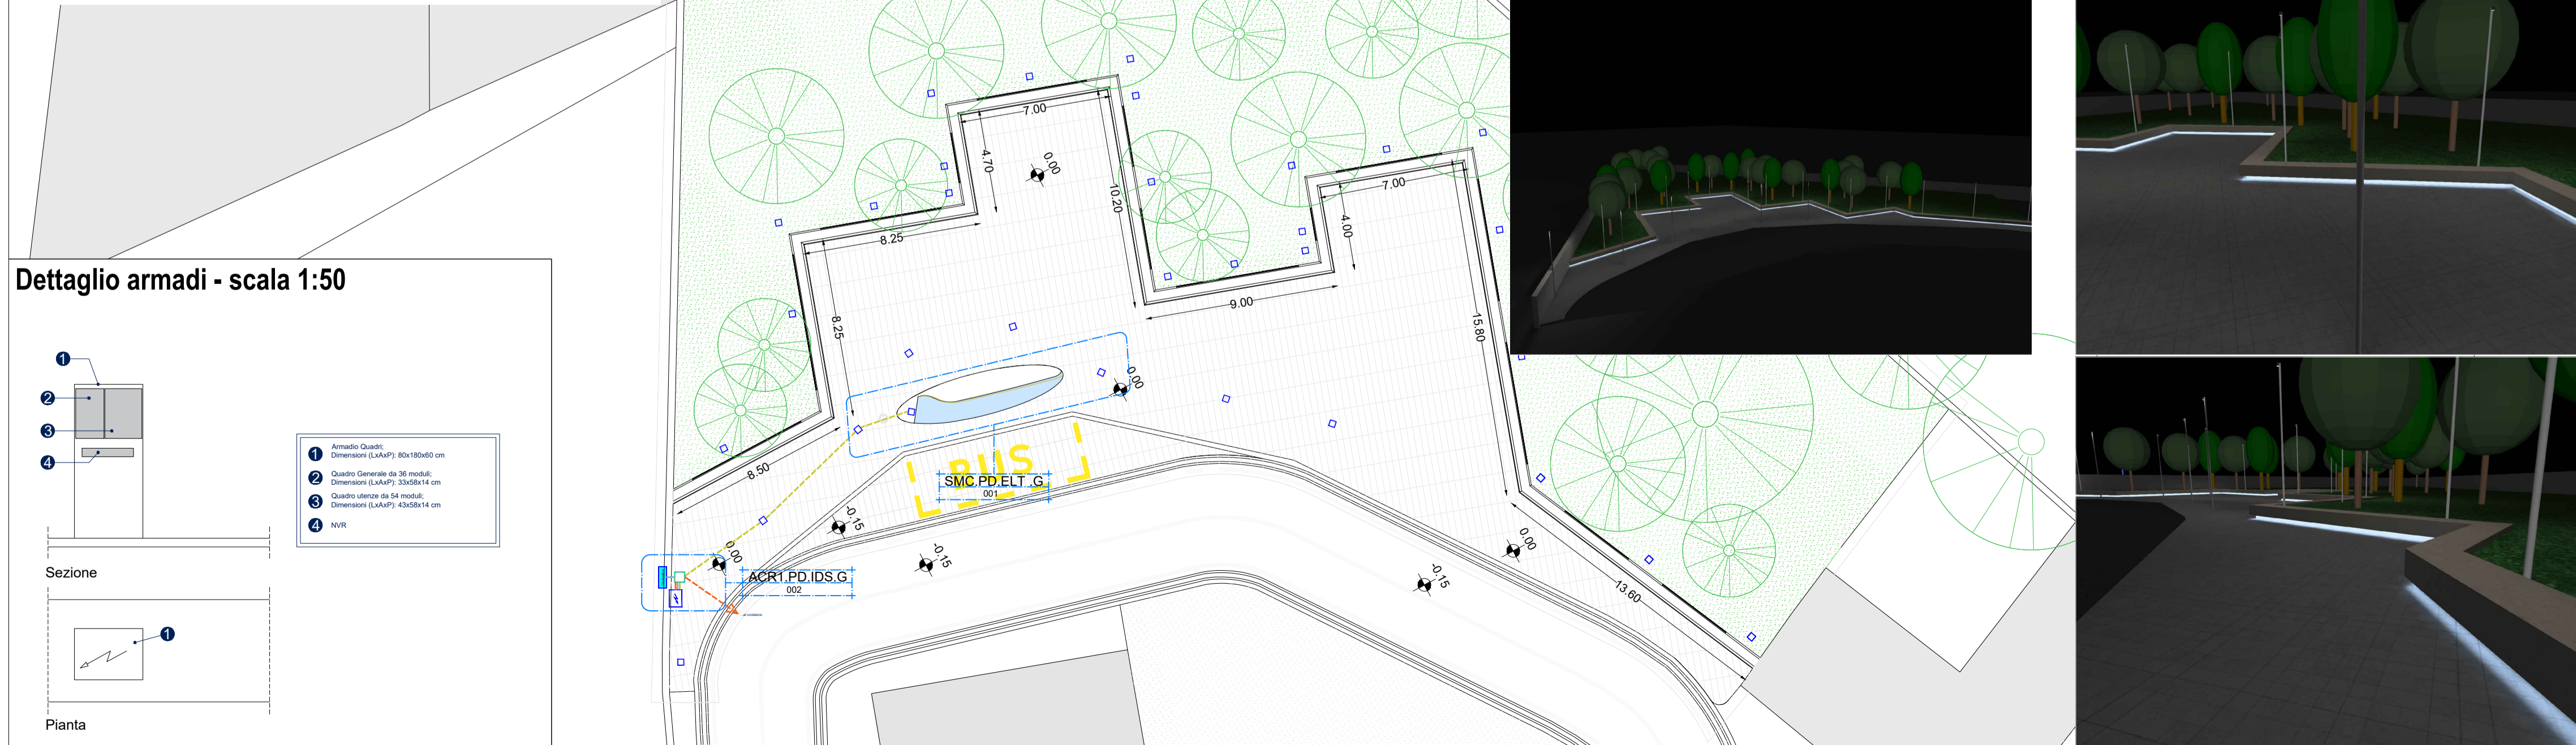 Dettaglio armadi - scala 1:50
1
2
3
4
Sezione
1
Pianta
1 Armadio Quadri;
Dimensioni (LxAxP): 80x180x60 cm
2 Quadro Generale da 36 moduli;
Dimensioni (LxAxP): 33x58x14 cm
3 Quadro utenze da 54 moduli;
Dimensioni (LxAxP): 43x58x14 cm
4 NVR
7.00
4.70
0.00
10.20
8.25
8.25
7.00
4.00
9.00
15.80
0.00
8.50
BUS
SMC.PD.ELT .G
001
-0.15
-0.15
0.00
ACR1.PD.IDS.G
002
0.00
-0.15
13.60